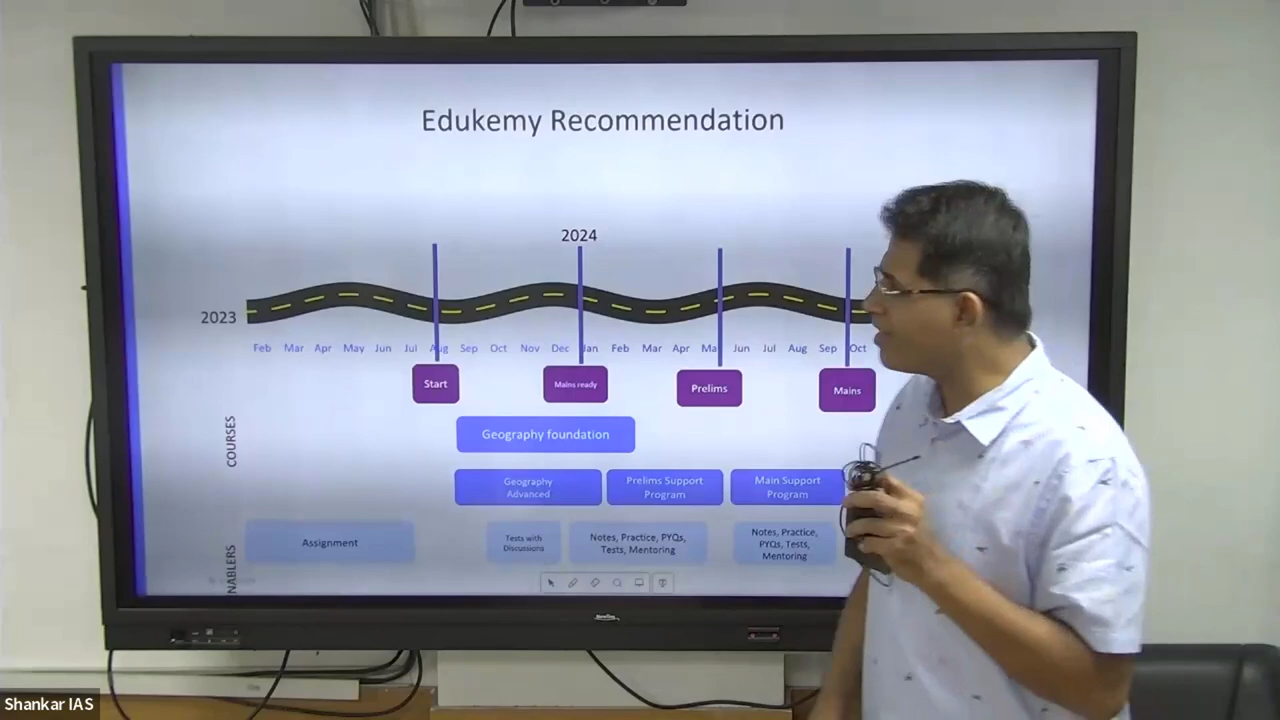 Edukemy Recommendation
2024
2023
Feb Mar Apr May Jun Jul Aug Sep Oct Nov Dec Jan Feb Mar Apr Jun Jul Aug Sep Oct
Start
Mains ready
Prelims
Mains
COURSES
Geography foundation
Geography
Advanced
Prelims Support
Program
Main Support
Program
NABLERS
Assignment
Tests with
Discussions
Notes, Practice, PYQs,
Tests, Mentoring
Notes, Practice,
PYQs, Tests,
Mentoring
Shankar IAS